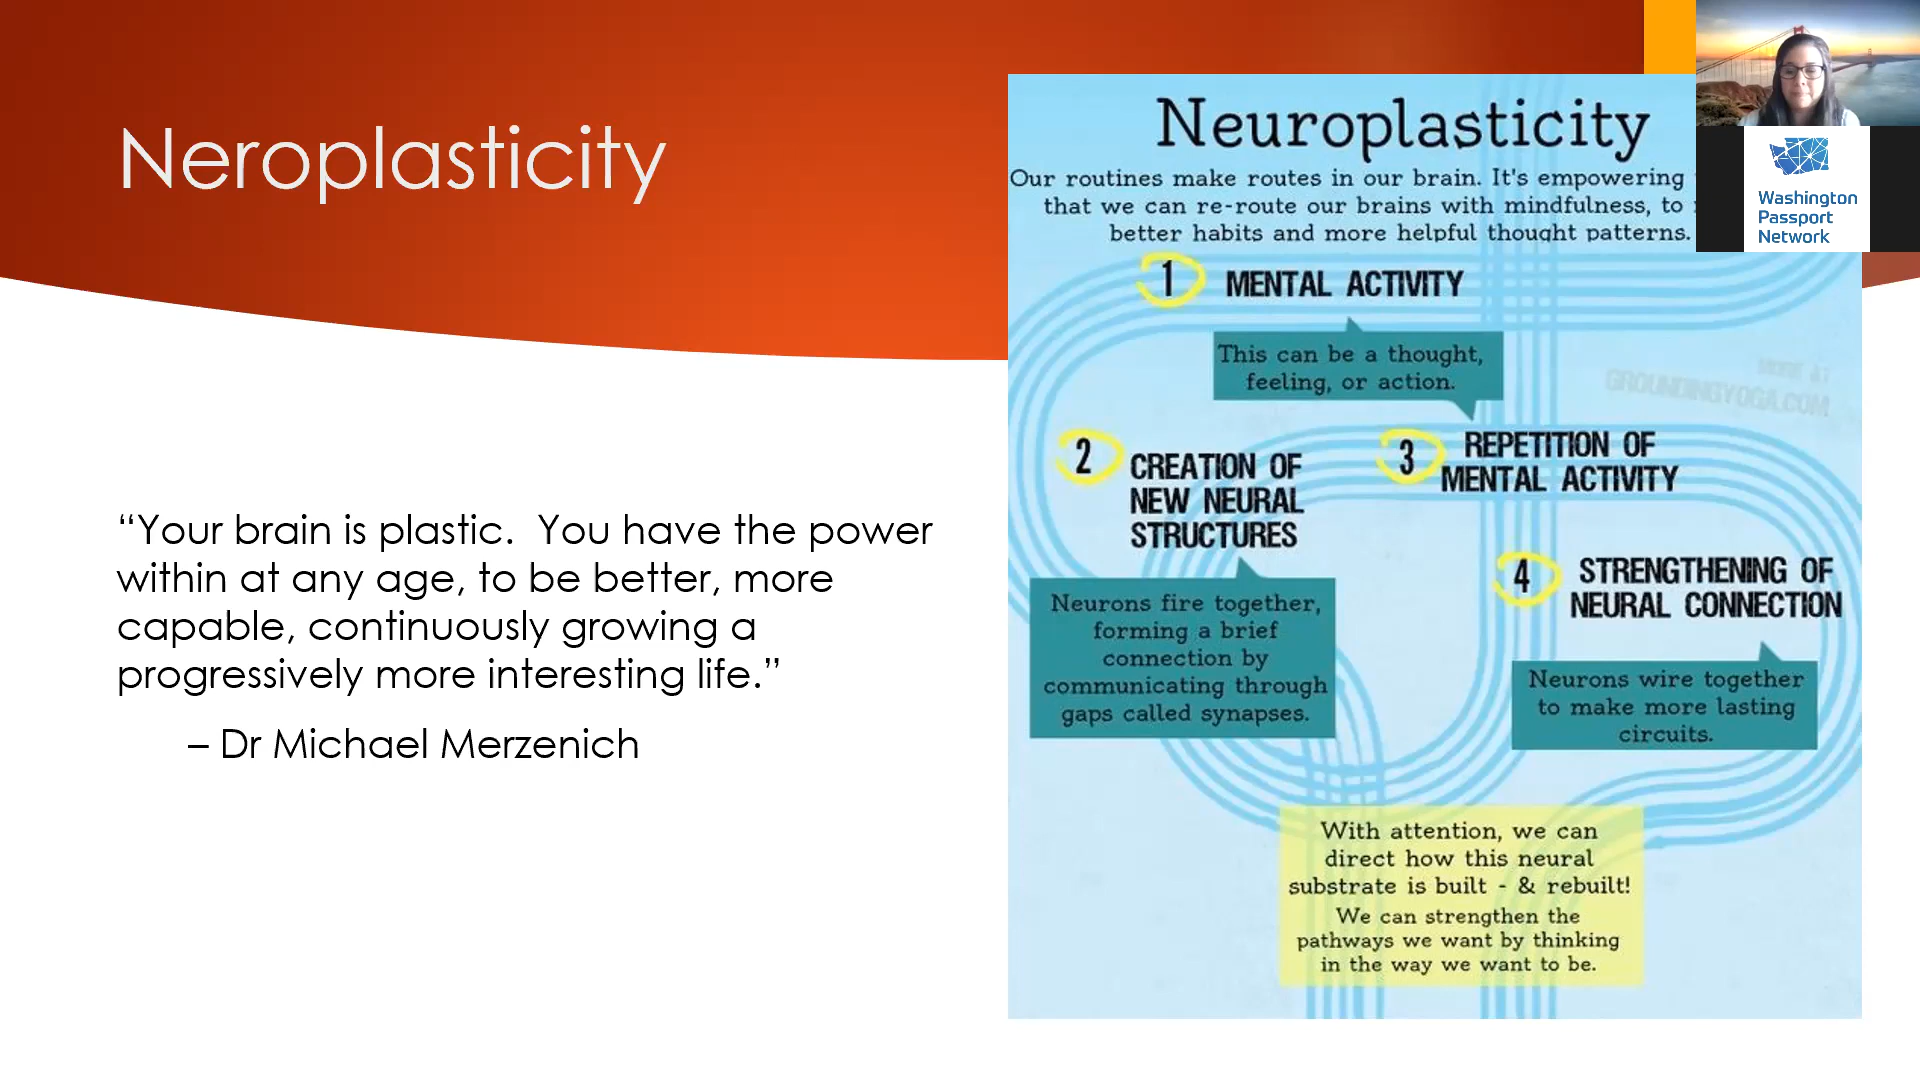 Neroplasticity
“Your brain is plastic.  You have the power
within at any age, to be better, more
capable, continuously growing a
progressively more interesting life.”
– Dr Michael Merzenich
Neuroplasticity
Our routines make routes in our brain. It's empowering
that we can re-route our brains with mindfulness, to
better habits and more helpful thought patterns.
1 MENTAL ACTIVITY
This can be a thought,
feeling, or action.
MORE AT
GROUNDINGYOGA.COM
2 CREATION OF
NEW NEURAL
STRUCTURES
Neurons fire together,
forming a brief
connection by
communicating through
gaps called synapses.
3 REPETITION OF
MENTAL ACTIVITY
4 STRENGTHENING OF
NEURAL CONNECTION
Neurons wire together
to make more lasting
circuits.
With attention, we can
direct how this neural
substrate is built - & rebuilt!
We can strengthen the
pathways we want by thinking
in the way we want to be.
Washington
Passport
Network